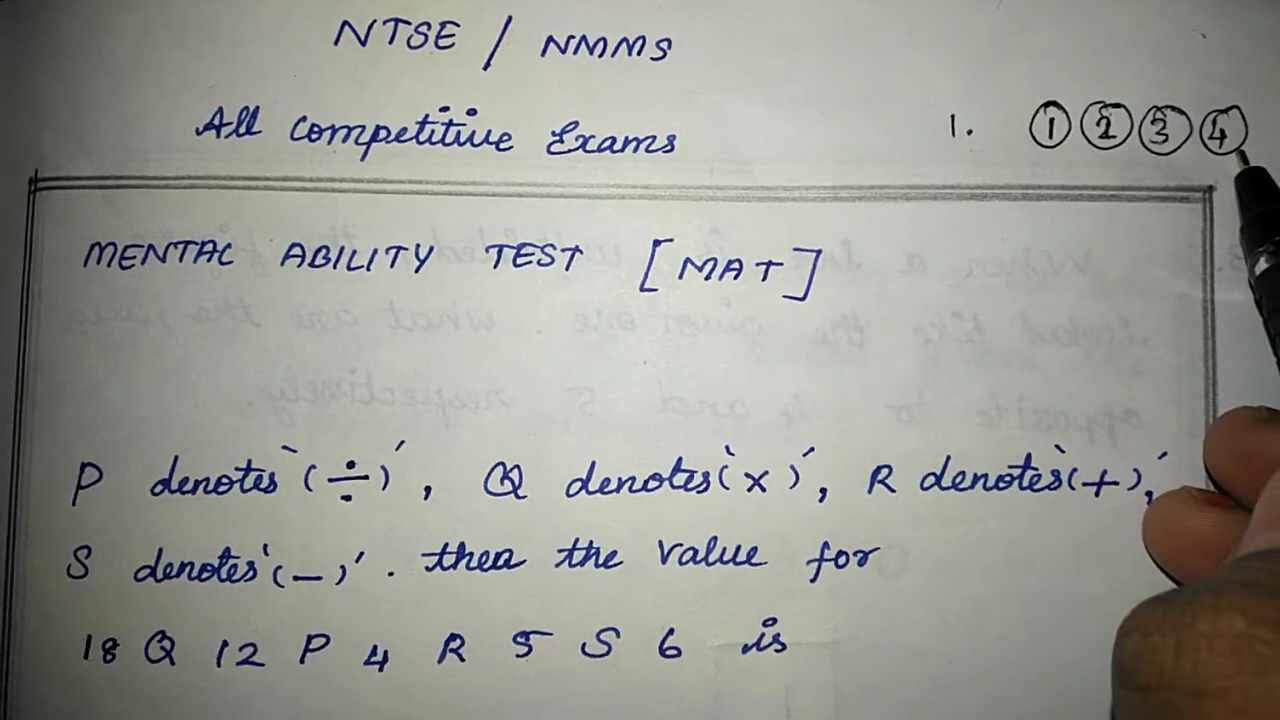 NTSE / NMMS
All Competitive Exams
1. ① ② ③ ④
MENTAL ABILITY TEST [MAT]
P denotes `(÷)′, Q denotes `(×)′, R denotes `(+)′,
S denotes `(−)′. then the value for
18 Q 12 P 4 R 5 S 6 is